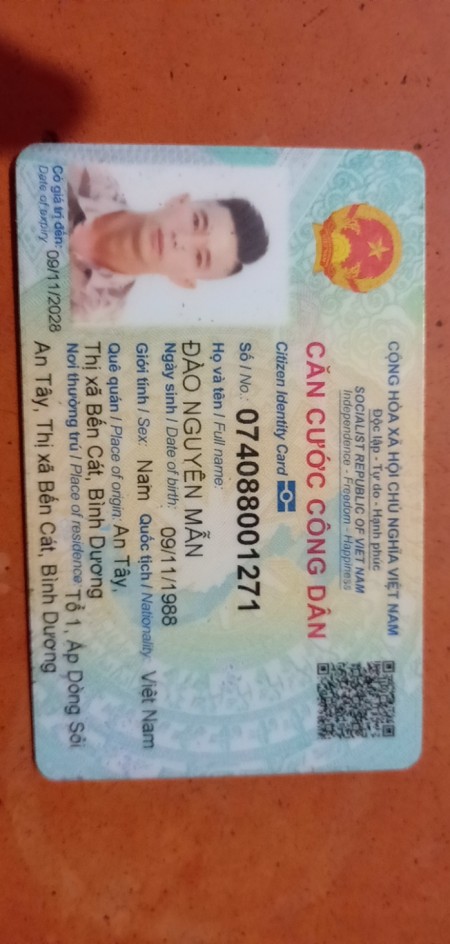 CỘNG HÒA XÃ HỘI CHỦ NGHĨA VIỆT NAM
Độc lập - Tự do - Hạnh phúc
SOCIALIST REPUBLIC OF VIET NAM
Independence - Freedom - Happiness
CĂN CƯỚC CÔNG DÂN
Citizen Identity Card
Số / No.: 074088001271
Họ và tên / Full name:
ĐÀO NGUYÊN MẪN
Ngày sinh / Date of birth: 09/11/1988
Giới tính / Sex: Nam Quốc tịch / Nationality: Việt Nam
Quê quán / Place of origin: An Tây,
Thị xã Bến Cát, Bình Dương
Nơi thường trú / Place of residence: Tổ 1, Ấp Dòng Sỏi
An Tây, Thị xã Bến Cát, Bình Dương
Có giá trị đến: 09/11/2028
Date of expiry